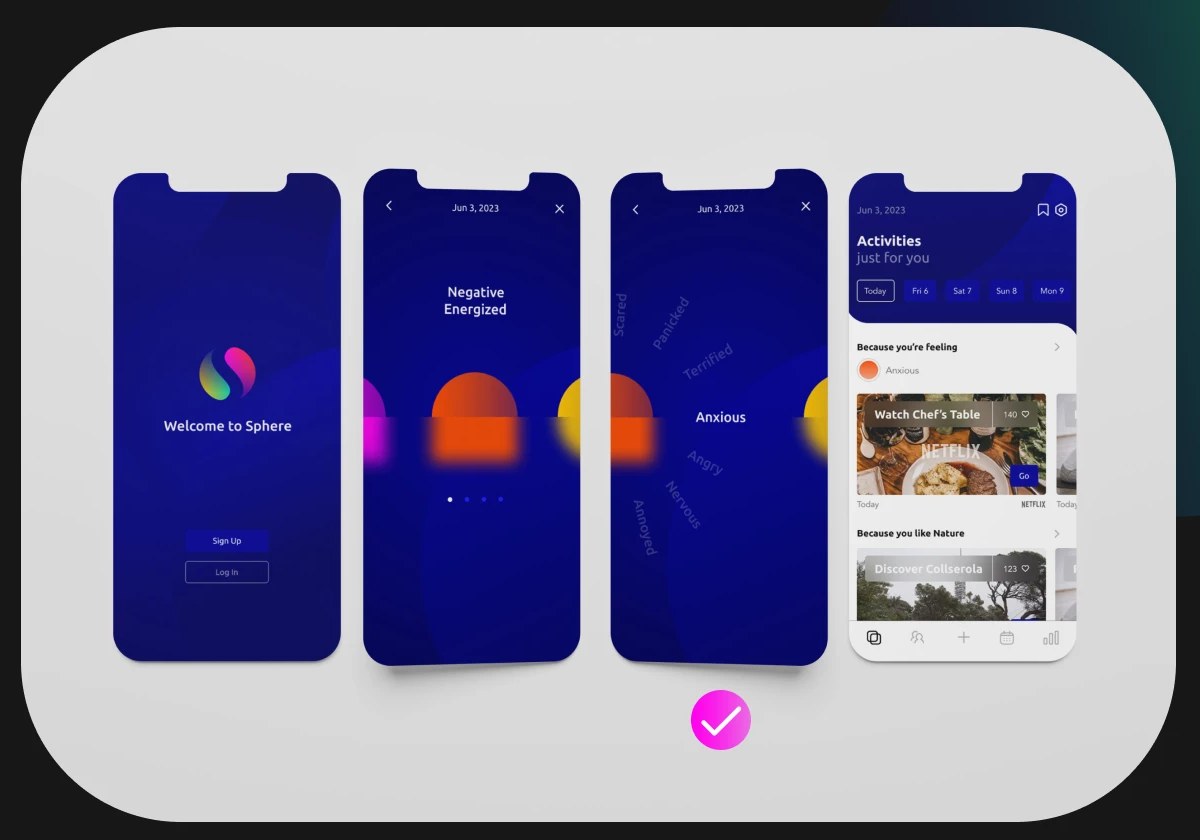 Welcome to Sphere
Sign Up
Log In
Jun 3, 2023
Negative
Energized
Jun 3, 2023
Scared
Panicked
Terrified
Anxious
Angry
Nervous
Annoyed
Jun 3, 2023
Activities
just for you
Today
Fri 6
Sat 7
Sun 8
Mon 9
Because you're feeling
Anxious
Watch Chef's Table
140
NETFLIX
Go
Today
NETFLIX
Today
Because you like Nature
Discover Collserola
123